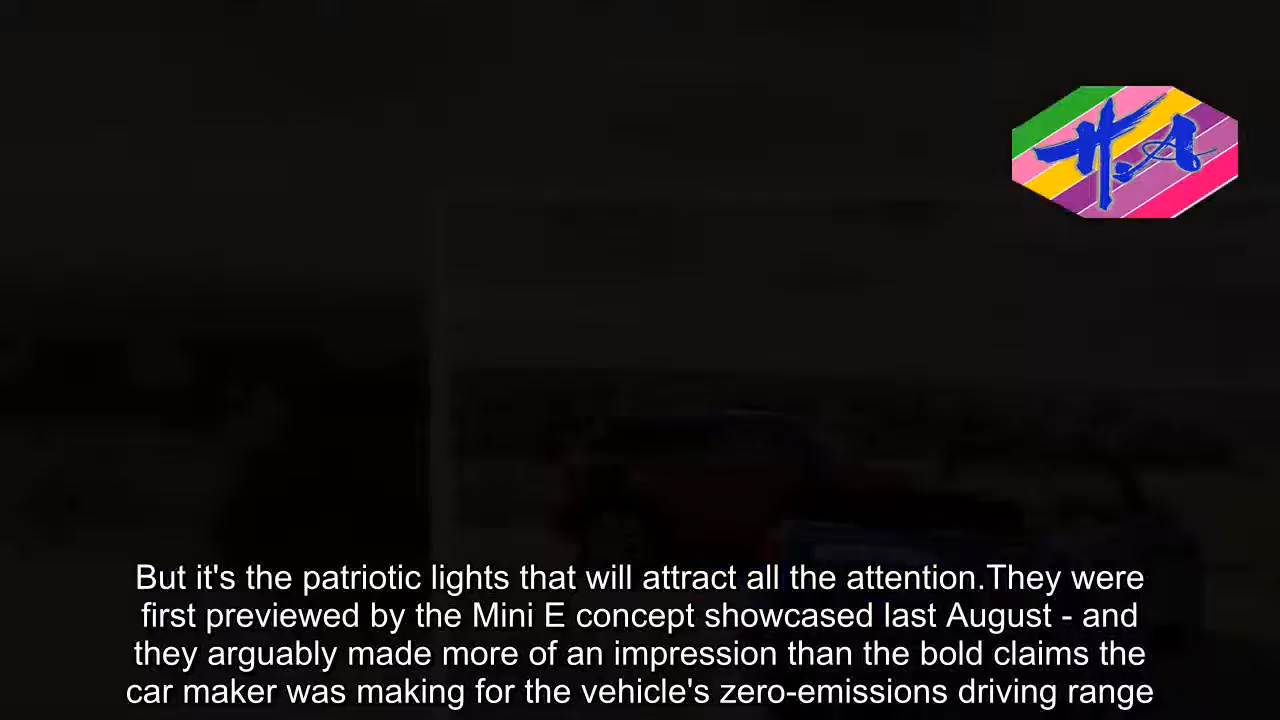 H.A
But it's the patriotic lights that will attract all the attention.They were
first previewed by the Mini E concept showcased last August - and
they arguably made more of an impression than the bold claims the
car maker was making for the vehicle's zero-emissions driving range